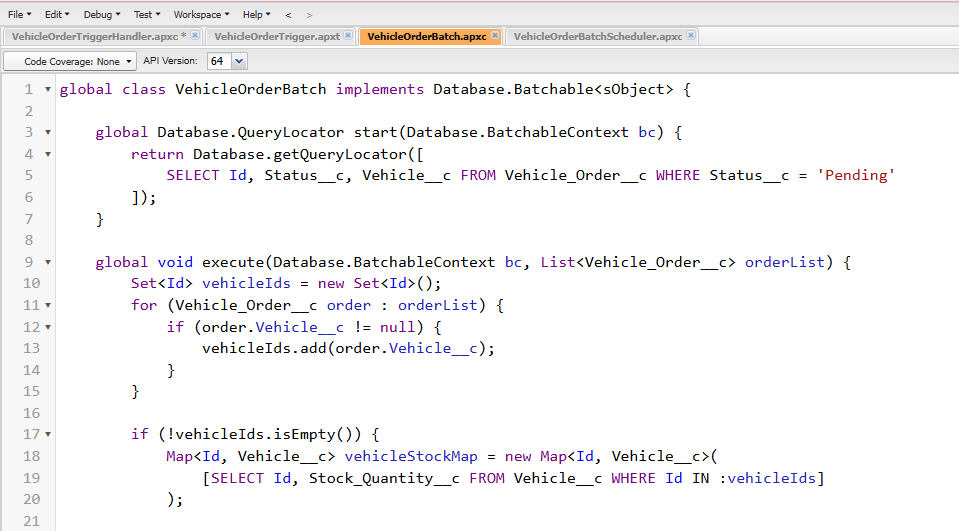 File Edit Debug Test Workspace Help < >
VehicleOrderTriggerHandler.apxc * VehicleOrderTrigger.apxt VehicleOrderBatch.apxc VehicleOrderBatchScheduler.apxc
Code Coverage: None API Version: 64
1 global class VehicleOrderBatch implements Database.Batchable<sObject> {
2
3     global Database.QueryLocator start(Database.BatchableContext bc) {
4         return Database.getQueryLocator([
5             SELECT Id, Status__c, Vehicle__c FROM Vehicle_Order__c WHERE Status__c = 'Pending'
6         ]);
7     }
8
9     global void execute(Database.BatchableContext bc, List<Vehicle_Order__c> orderList) {
10         Set<Id> vehicleIds = new Set<Id>();
11         for (Vehicle_Order__c order : orderList) {
12             if (order.Vehicle__c != null) {
13                 vehicleIds.add(order.Vehicle__c);
14             }
15         }
16
17         if (!vehicleIds.isEmpty()) {
18             Map<Id, Vehicle__c> vehicleStockMap = new Map<Id, Vehicle__c>(
19                 [SELECT Id, Stock_Quantity__c FROM Vehicle__c WHERE Id IN :vehicleIds]
20             );
21